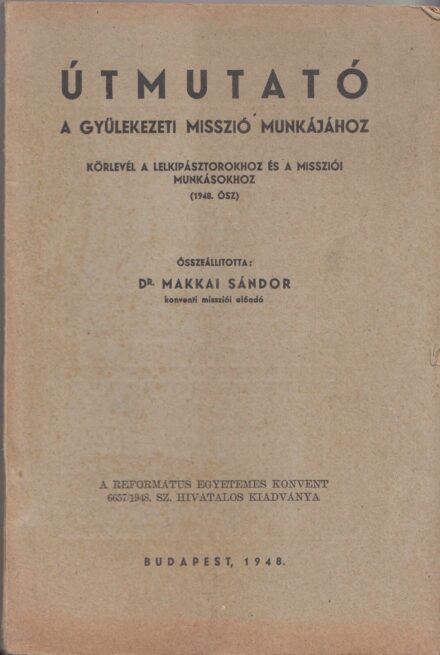 ÚTMUTATÓ
A GYÜLEKEZETI MISSZIÓ MUNKÁJÁHOZ
KÖRLEVÉL A LELKIPÁSZTOROKHOZ ÉS A MISSZIÓI
MUNKÁSOKHOZ
(1948. ŐSZ)
ÖSSZEÁLLITOTTA:
DR. MAKKAI SÁNDOR
konventi missziói előadó
A REFORMÁTUS EGYETEMES KONVENT
6657/1948. SZ. HIVATALOS KIADVÁNYA
BUDAPEST, 1948.